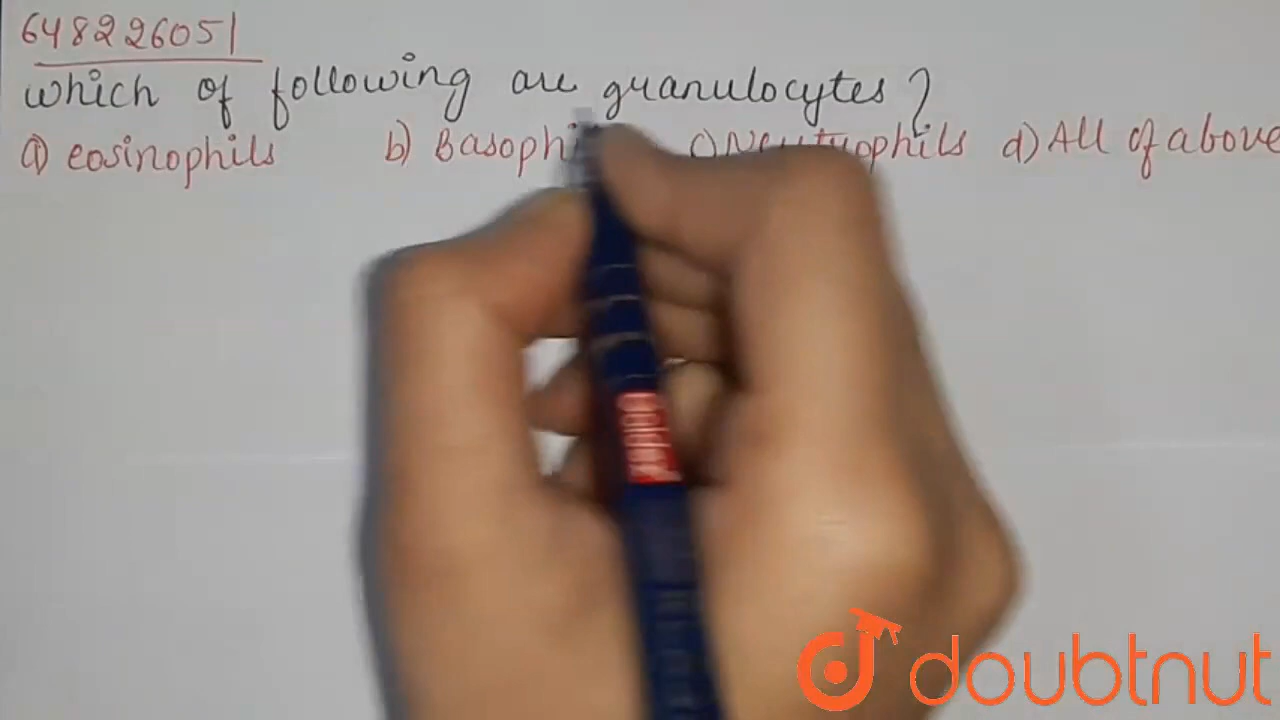 648226051
which of following are granulocytes?
a) eosinophils b) Basophi c) Neutrophils d) All of above
doubtnut